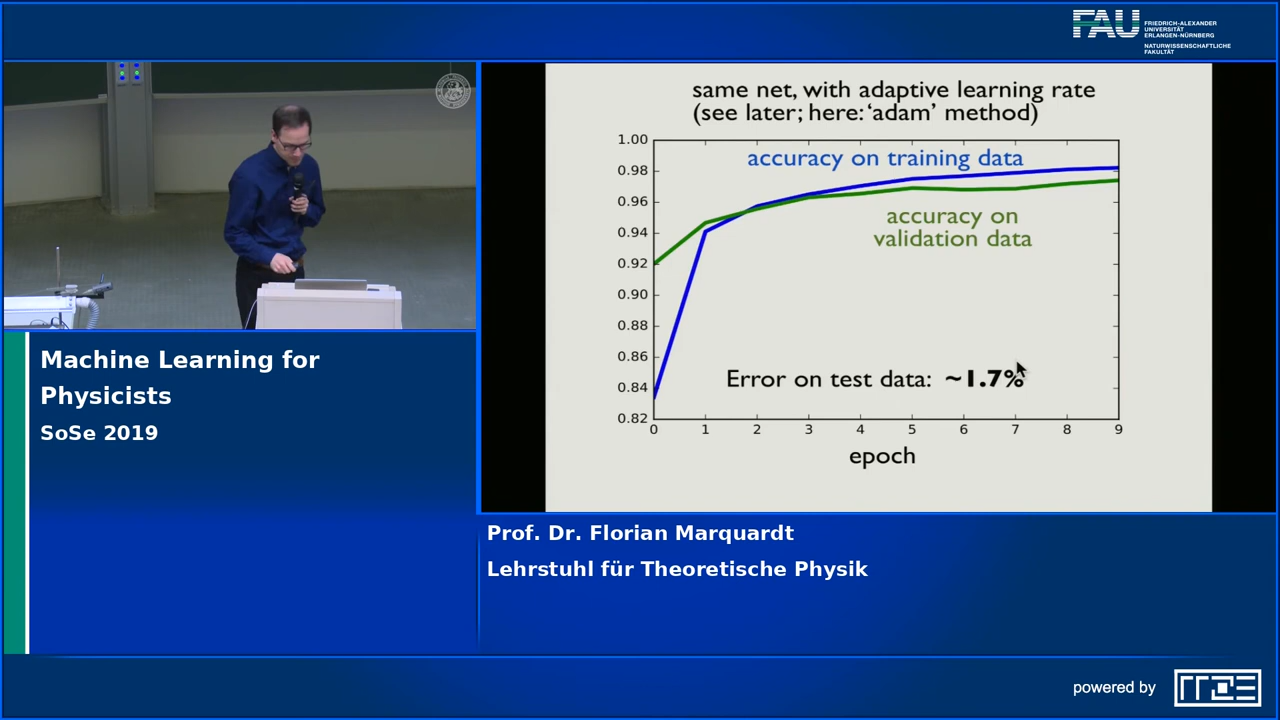 FAU
FRIEDRICH-ALEXANDER
UNIVERSITÄT
ERLANGEN-NÜRNBERG
NATURWISSENSCHAFTLICHE
FAKULTÄT
same net, with adaptive learning rate
(see later; here: ‘adam’ method)
1.00
0.98
0.96
0.94
0.92
0.90
0.88
0.86
0.84
0.82
accuracy on training data
accuracy on
validation data
Error on test data: ~1.7%
0 1 2 3 4 5 6 7 8 9
epoch
Machine Learning for
Physicists
SoSe 2019
Prof. Dr. Florian Marquardt
Lehrstuhl für Theoretische Physik
powered by
RRZE